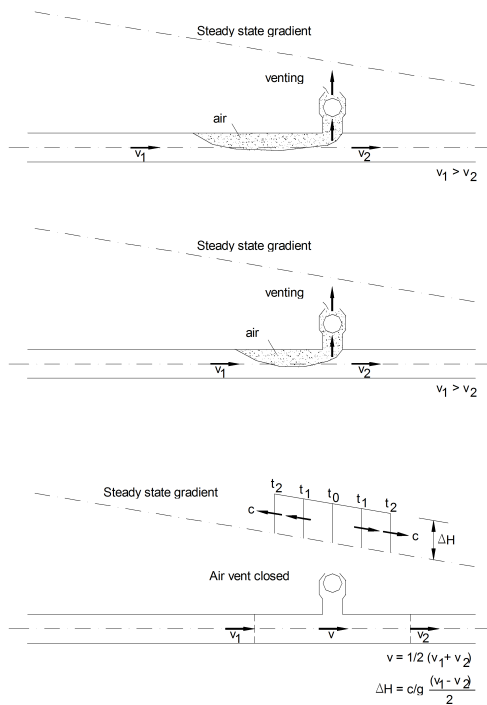 Steady state gradient
venting
air
v1
v2
v1 > v2
Steady state gradient
venting
air
v1
v2
v1 > v2
t2 t1 t0 t1 t2
Steady state gradient
c
c
ΔH
Air vent closed
v1
v
v2
v = 1/2 (v1+ v2)
ΔH = c/g (v1 - v2)
2